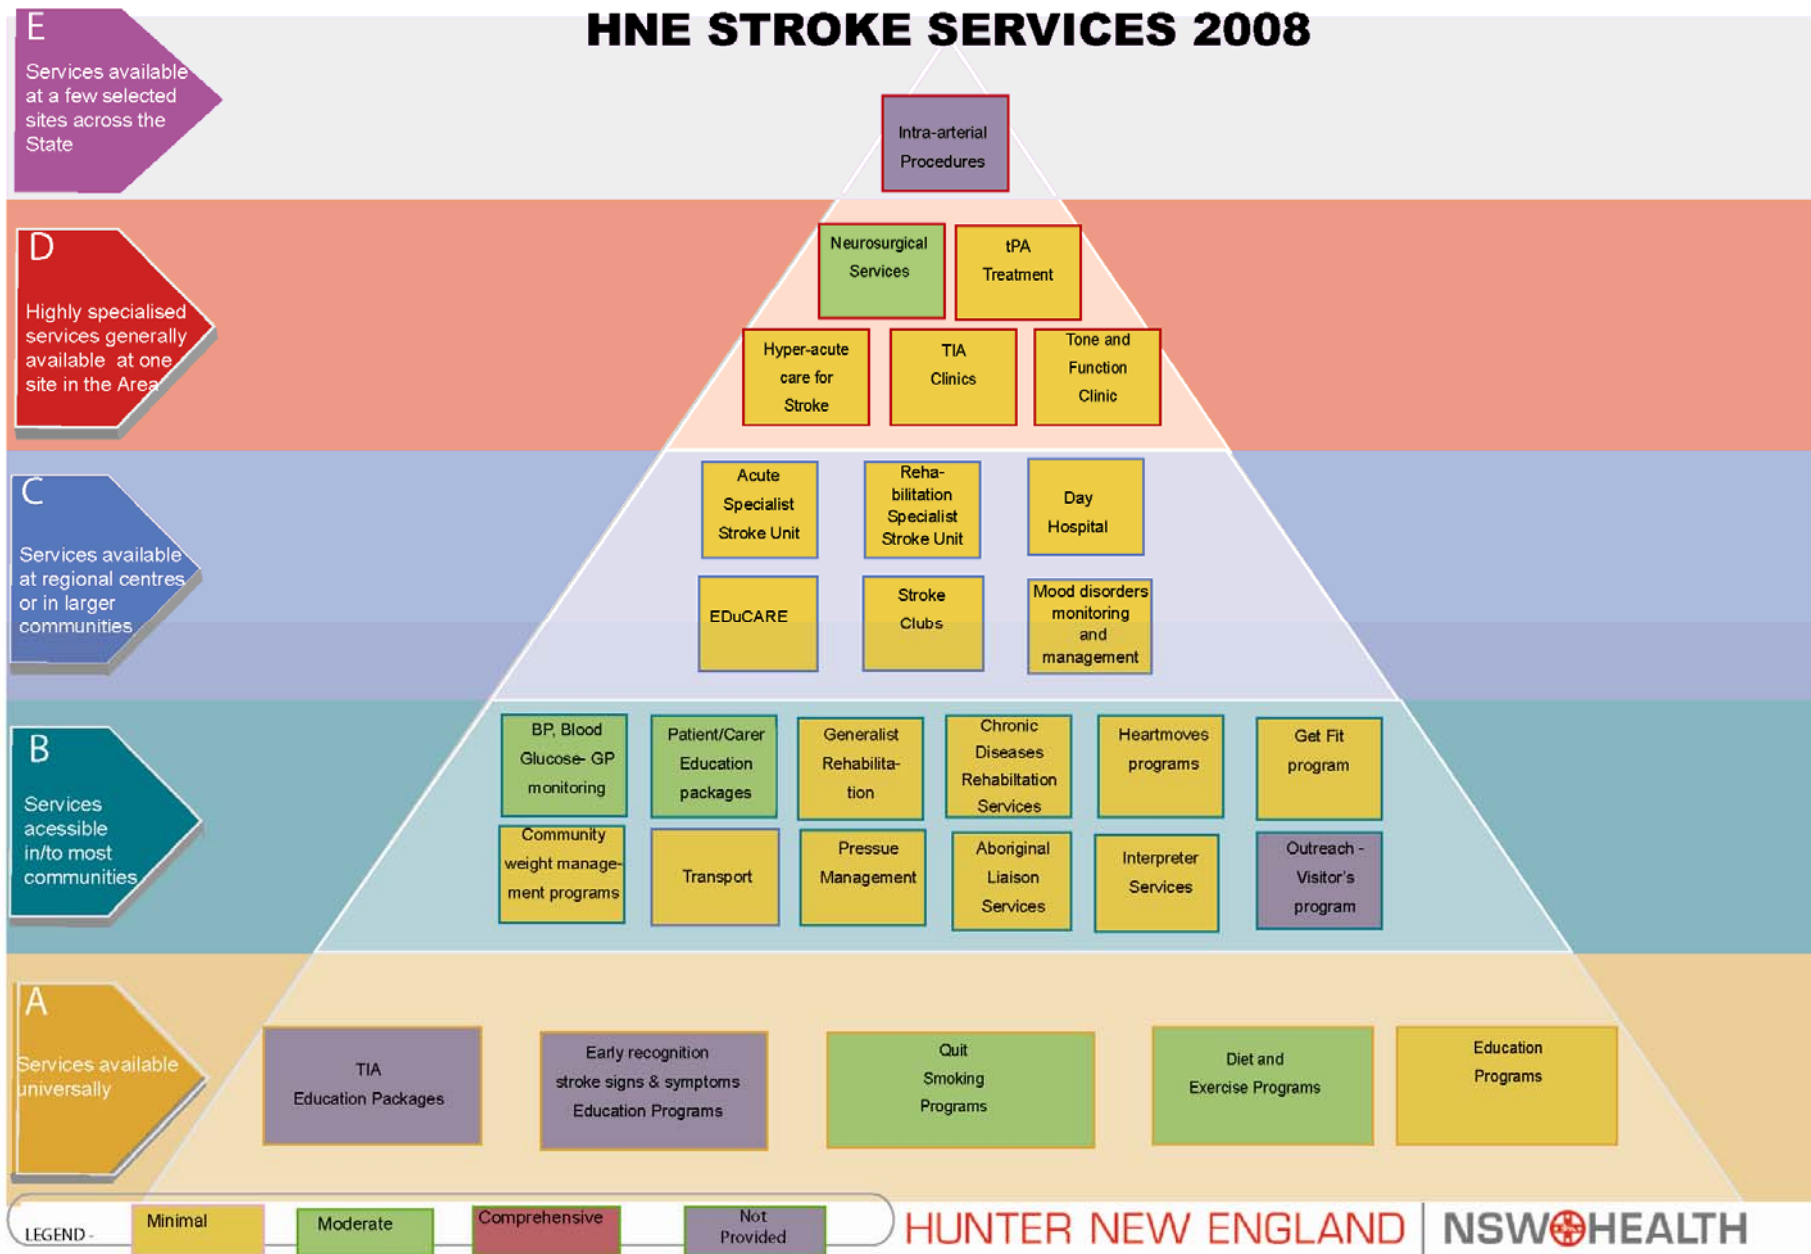 HNE STROKE SERVICES 2008
E
Services available
at a few selected
sites across the
State
Intra-arterial
Procedures
D
Highly specialised
services generally
available at one
site in the Area
Neurosurgical
Services
tPA
Treatment
Hyper-acute
care for
Stroke
TIA
Clinics
Tone and
Function
Clinic
C
Services available
at regional centres
or in larger
communities
Acute
Specialist
Stroke Unit
Reha-
bilitation
Specialist
Stroke Unit
Day
Hospital
EDuCARE
Stroke
Clubs
Mood disorders
monitoring
and
management
B
Services
acessible
in/to most
communities
BP, Blood
Glucose- GP
monitoring
Patient/Carer
Education
packages
Generalist
Rehabilita-
tion
Chronic
Diseases
Rehabiltation
Services
Heartmoves
programs
Get Fit
program
Community
weight manage-
ment programs
Transport
Pressue
Management
Aboriginal
Liaison
Services
Interpreter
Services
Outreach -
Visitor's
program
A
Services available
universally
TIA
Education Packages
Early recognition
stroke signs & symptoms
Education Programs
Quit
Smoking
Programs
Diet and
Exercise Programs
Education
Programs
LEGEND -
Minimal
Moderate
Comprehensive
Not
Provided
HUNTER NEW ENGLAND
NSW HEALTH